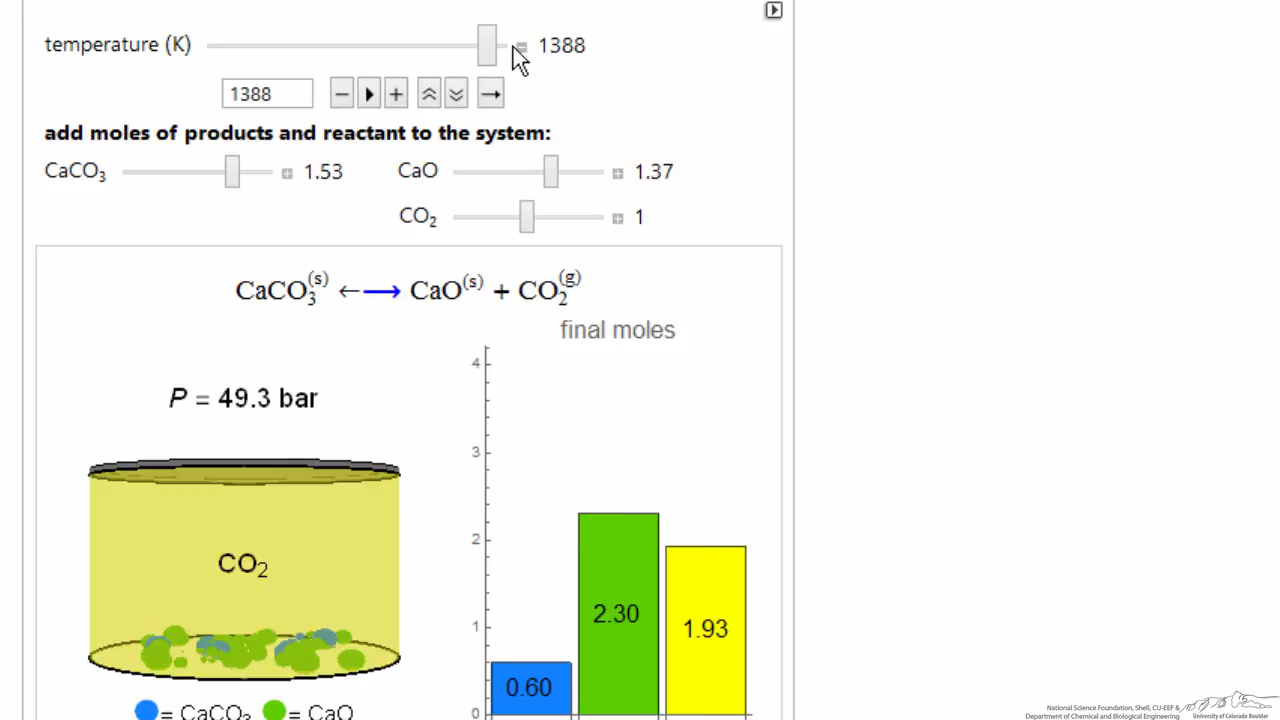 temperature (K) 1388
1388
add moles of products and reactant to the system:
CaCO₃ 1.53 CaO 1.37
CO₂ 1
CaCO₃⁽ˢ⁾ ←⟶ CaO⁽ˢ⁾ + CO₂⁽ᵍ⁾
final moles
P = 49.3 bar
4
3
2
1
0
CO₂
2.30
1.93
0.60
= CaCO₃ = CaO
National Science Foundation, Shell, CU-EEF &
Department of Chemical and Biological Engineering
University of Colorado Boulder